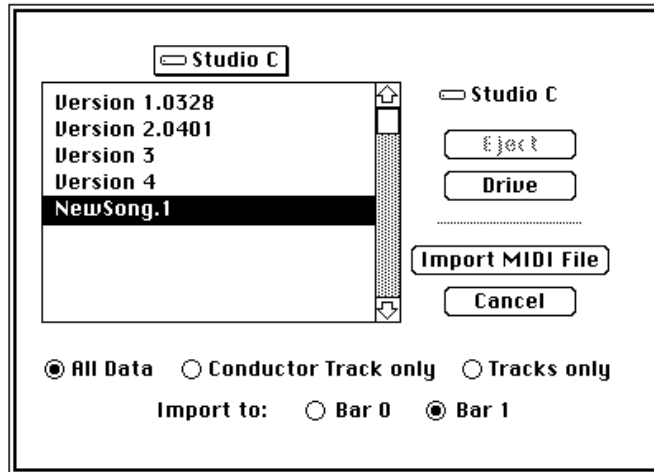 Studio C
Version 1.0328
Version 2.0401
Version 3
Version 4
NewSong.1
Studio C
Eject
Drive
Import MIDI File
Cancel
All Data Conductor Track only Tracks only
Import to: Bar 0 Bar 1